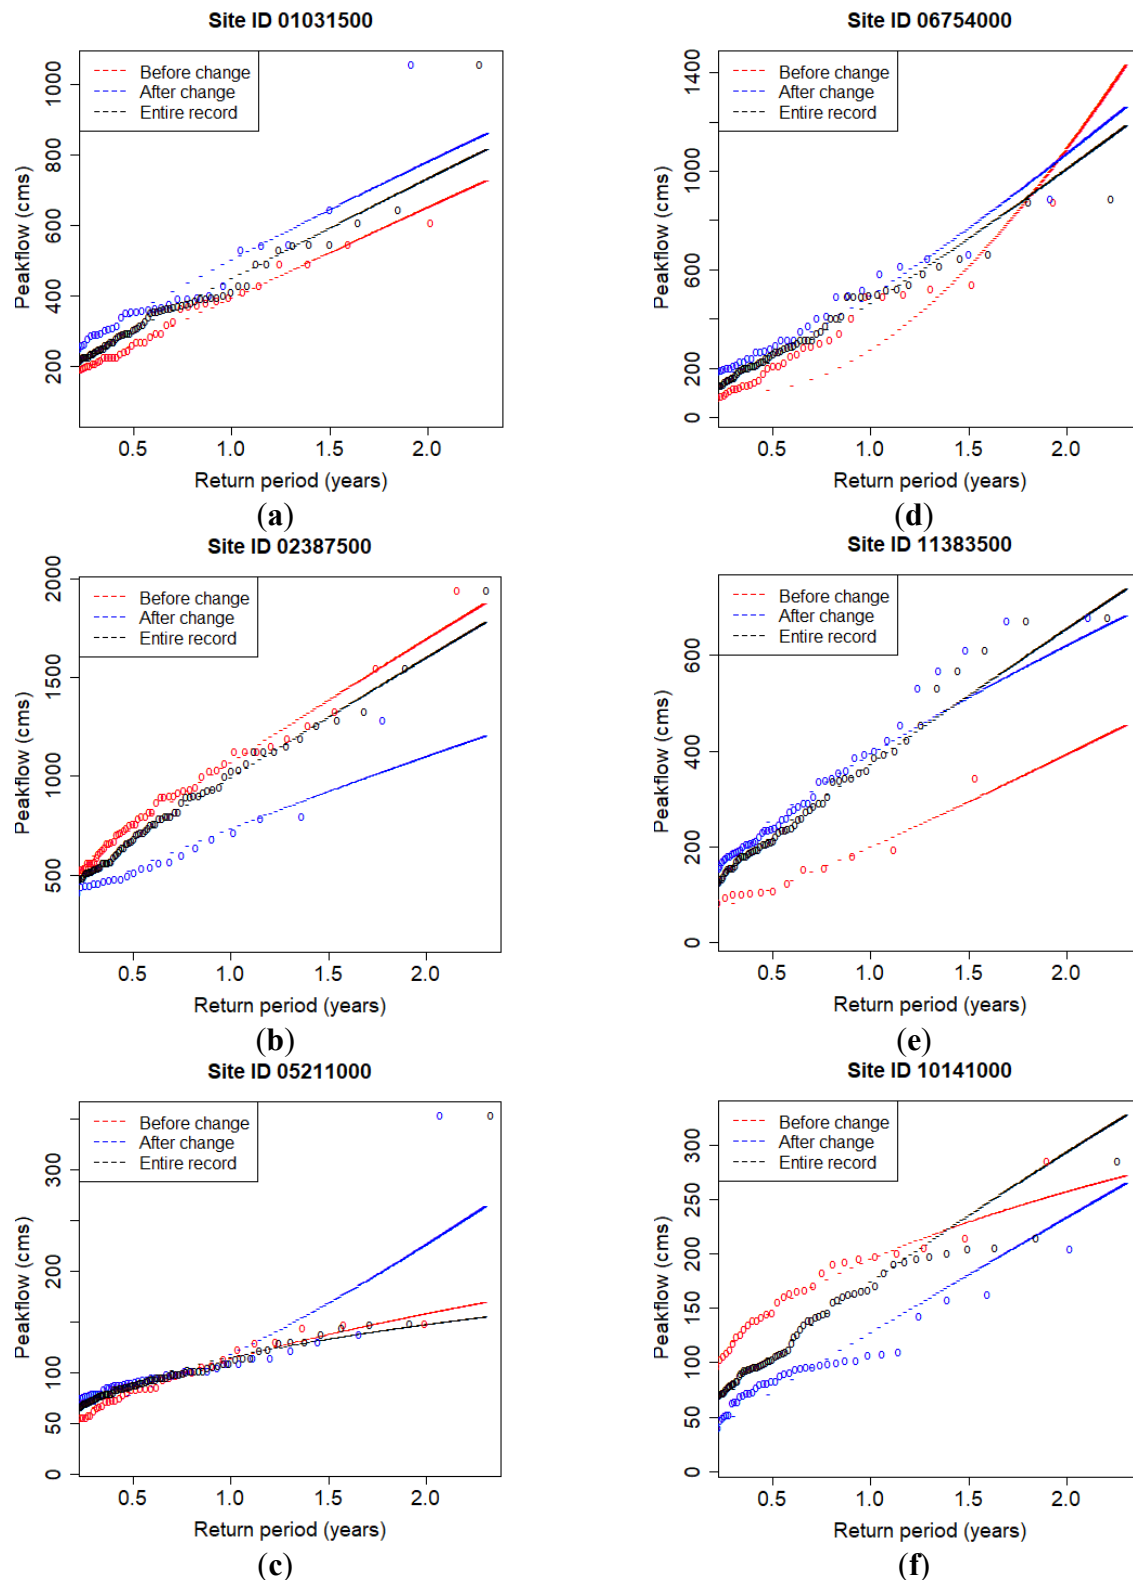 Site ID 01031500
Before change
After change
Entire record
Peakflow (cms)
200 400 600 800 1000
0.5 1.0 1.5 2.0
Return period (years)
(a)
Site ID 06754000
Before change
After change
Entire record
Peakflow (cms)
0 200 600 1000 1400
0.5 1.0 1.5 2.0
Return period (years)
(d)
Site ID 02387500
Before change
After change
Entire record
Peakflow (cms)
500 1000 1500 2000
0.5 1.0 1.5 2.0
Return period (years)
(b)
Site ID 11383500
Before change
After change
Entire record
Peakflow (cms)
0 200 400 600
0.5 1.0 1.5 2.0
Return period (years)
(e)
Site ID 05211000
Before change
After change
Entire record
Peakflow (cms)
0 50 100 150 200 300
0.5 1.0 1.5 2.0
Return period (years)
(c)
Site ID 10141000
Before change
After change
Entire record
Peakflow (cms)
0 50 100 150 200 250 300
0.5 1.0 1.5 2.0
Return period (years)
(f)